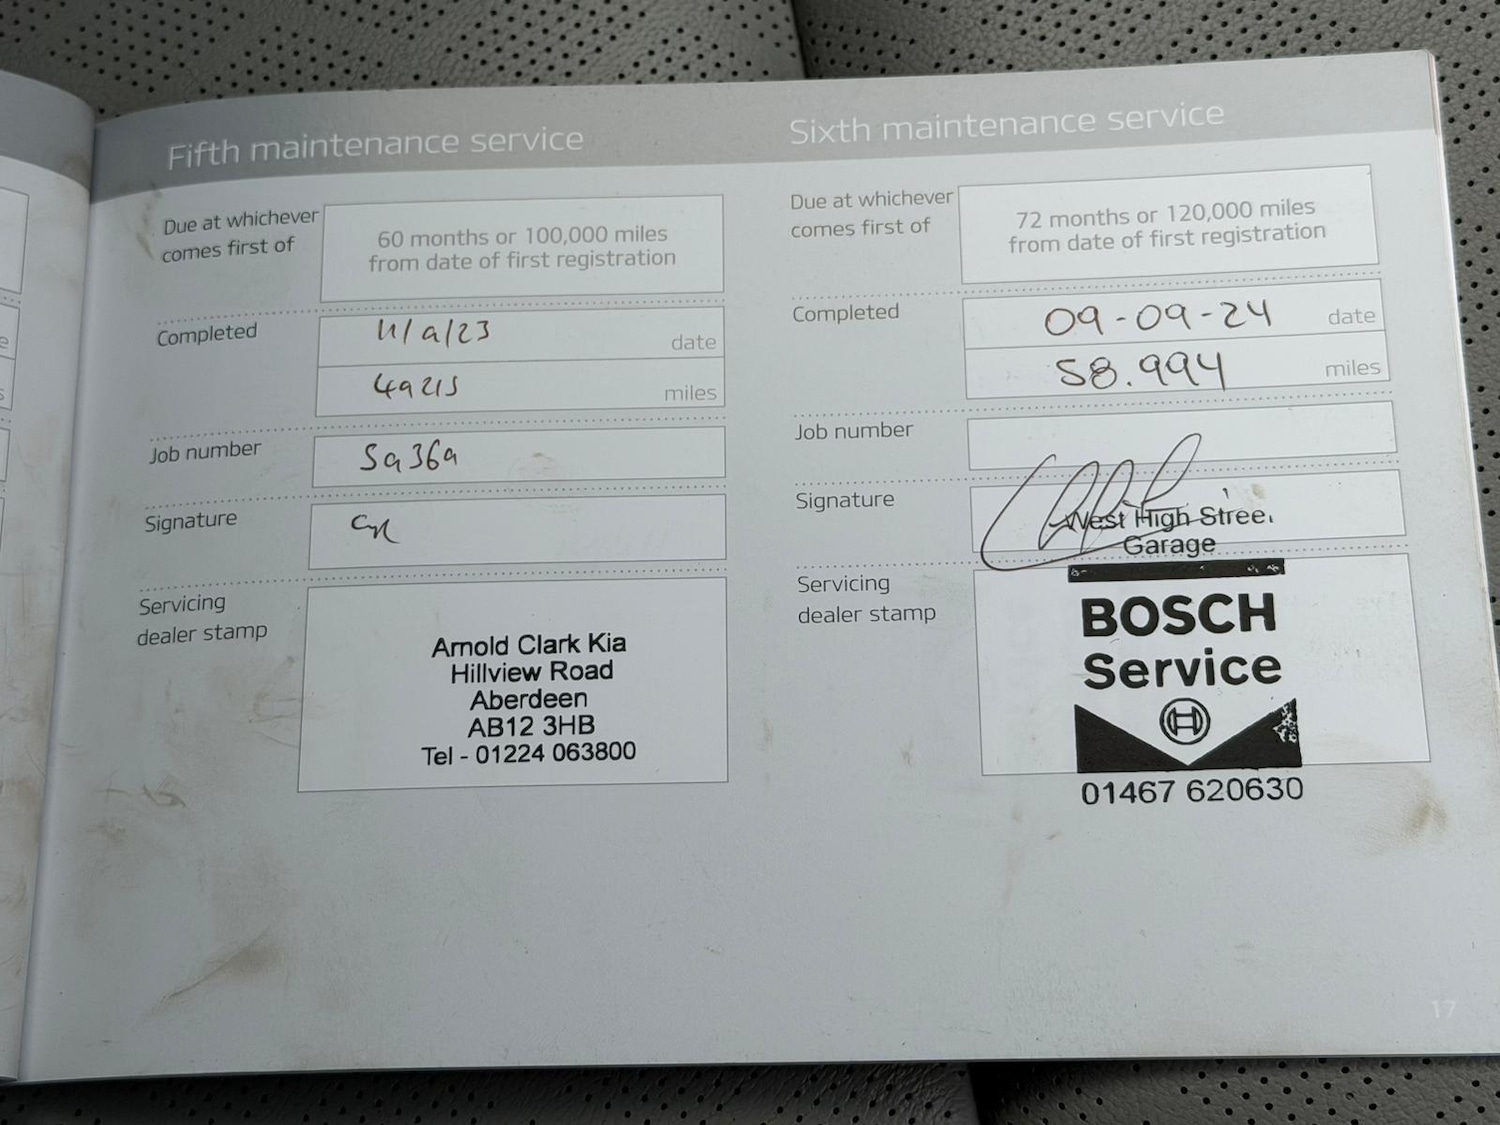 Fifth maintenance service
Due at whichever
comes first of
60 months or 100,000 miles
from date of first registration
Completed
11/9/23
date
49215
miles
Job number
59369
Signature
Servicing
dealer stamp
Arnold Clark Kia
Hillview Road
Aberdeen
AB12 3HB
Tel - 01224 063800
Sixth maintenance service
Due at whichever
comes first of
72 months or 120,000 miles
from date of first registration
Completed
09-09-24
date
58.994
miles
Job number
Signature
West High Street
Garage
Servicing
dealer stamp
BOSCH
Service
01467 620630
17